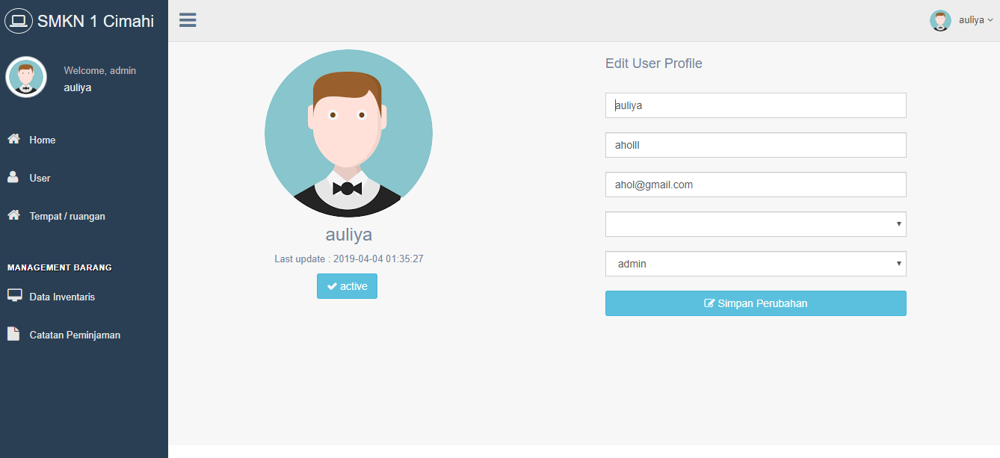 SMKN 1 Cimahi
auliya
Welcome, admin
auliya
Home
User
Tempat / ruangan
MANAGEMENT BARANG
Data Inventaris
Catatan Peminjaman
auliya
Last update : 2019-04-04 01:35:27
active
Edit User Profile
auliya
aholll
ahol@gmail.com
admin
Simpan Perubahan